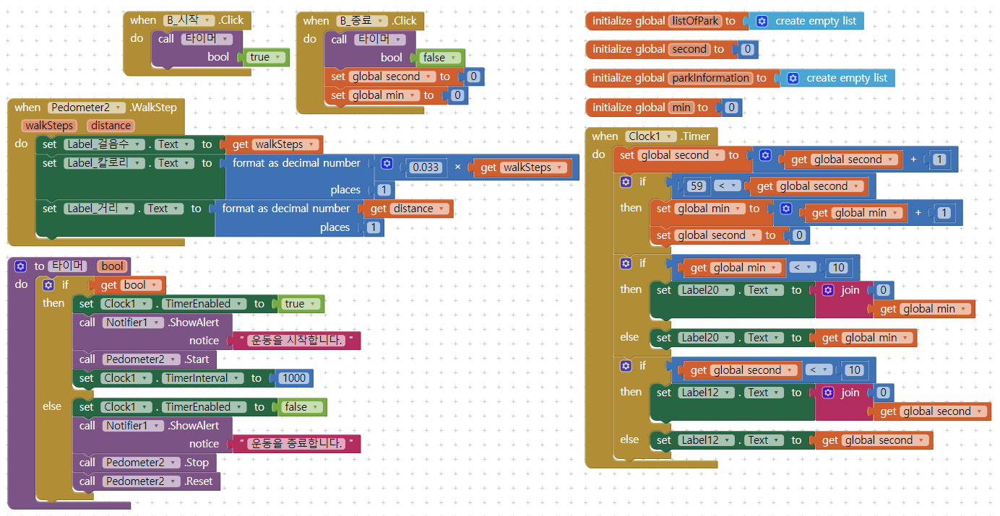 when B_시작 .Click
do call 타이머
bool true
when B_종료 .Click
do call 타이머
bool false
set global second to 0
set global min to 0
when Pedometer2 .WalkStep
walkSteps distance
do set Label_걸음수 . Text to get walkSteps
set Label_칼로리 . Text to format as decimal number 0.033 × get walkSteps
places 1
set Label_거리 . Text to format as decimal number get distance
places 1
to 타이머 bool
do if get bool
then set Clock1 . TimerEnabled to true
call Notifier1 .ShowAlert
notice " 운동을 시작합니다. "
call Pedometer2 .Start
set Clock1 . TimerInterval to 1000
else set Clock1 . TimerEnabled to false
call Notifier1 .ShowAlert
notice " 운동을 종료합니다. "
call Pedometer2 .Stop
call Pedometer2 .Reset
initialize global listOfPark to create empty list
initialize global second to 0
initialize global parkInformation to create empty list
initialize global min to 0
when Clock1 .Timer
do set global second to get global second + 1
if 59 < get global second
then set global min to get global min + 1
set global second to 0
if get global min < 10
then set Label20 . Text to join 0
get global min
else set Label20 . Text to get global min
if get global second < 10
then set Label12 . Text to join 0
get global second
else set Label12 . Text to get global second